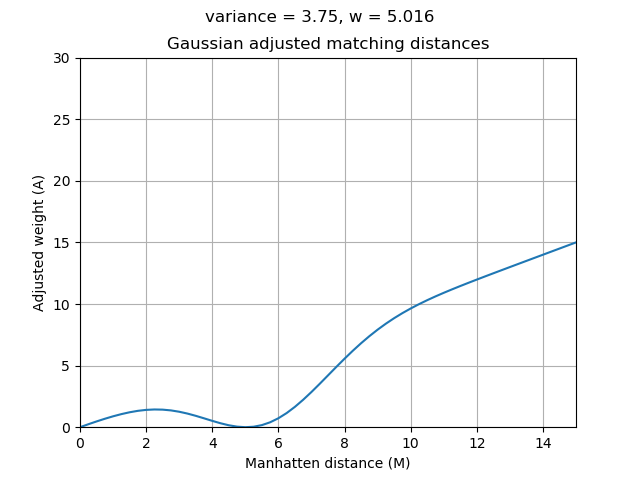 variance = 3.75, w = 5.016
Gaussian adjusted matching distances
30
25
20
15
10
5
0
Adjusted weight (A)
0 2 4 6 8 10 12 14
Manhatten distance (M)